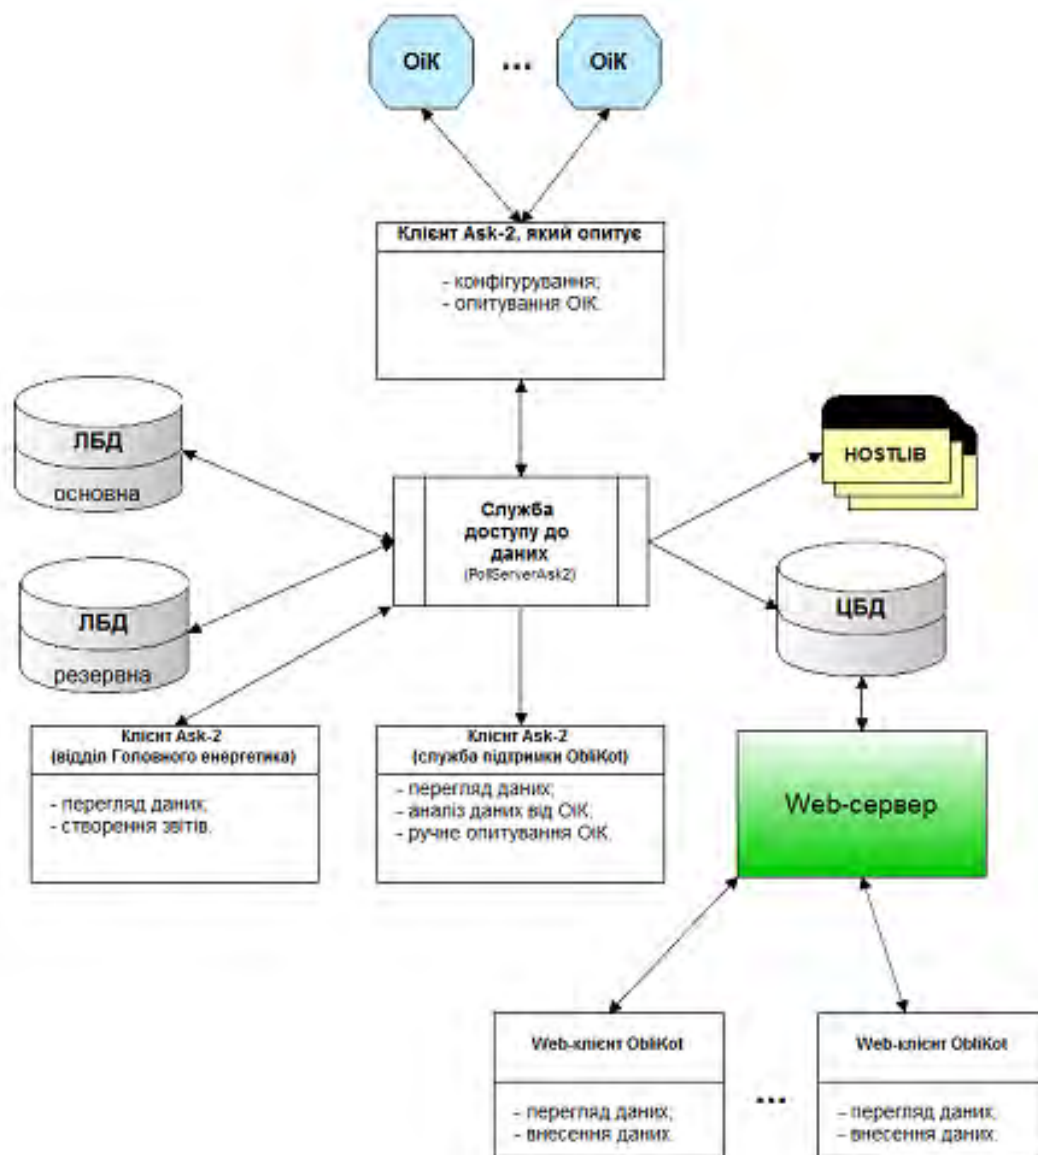 ОіК
...
ОіК
Клієнт Ask-2, який опитує
- конфігурування;
- опитування ОіК.
ЛБД
основна
HOSTLIB
Служба
доступу до
даних
(PollServerAsk2)
ЛБД
резервна
ЦБД
Клієнт Ask-2
(відділ Головного енергетика)
- перегляд даних;
- створення звітів.
Клієнт Ask-2
(служба підтримки ObliKot)
- перегляд даних;
- аналіз даних від ОіК;
- ручне опитування ОіК.
Web-сервер
Web-клієнт ObliKot
- перегляд даних;
- внесення даних.
...
Web-клієнт ObliKot
- перегляд даних;
- внесення даних.